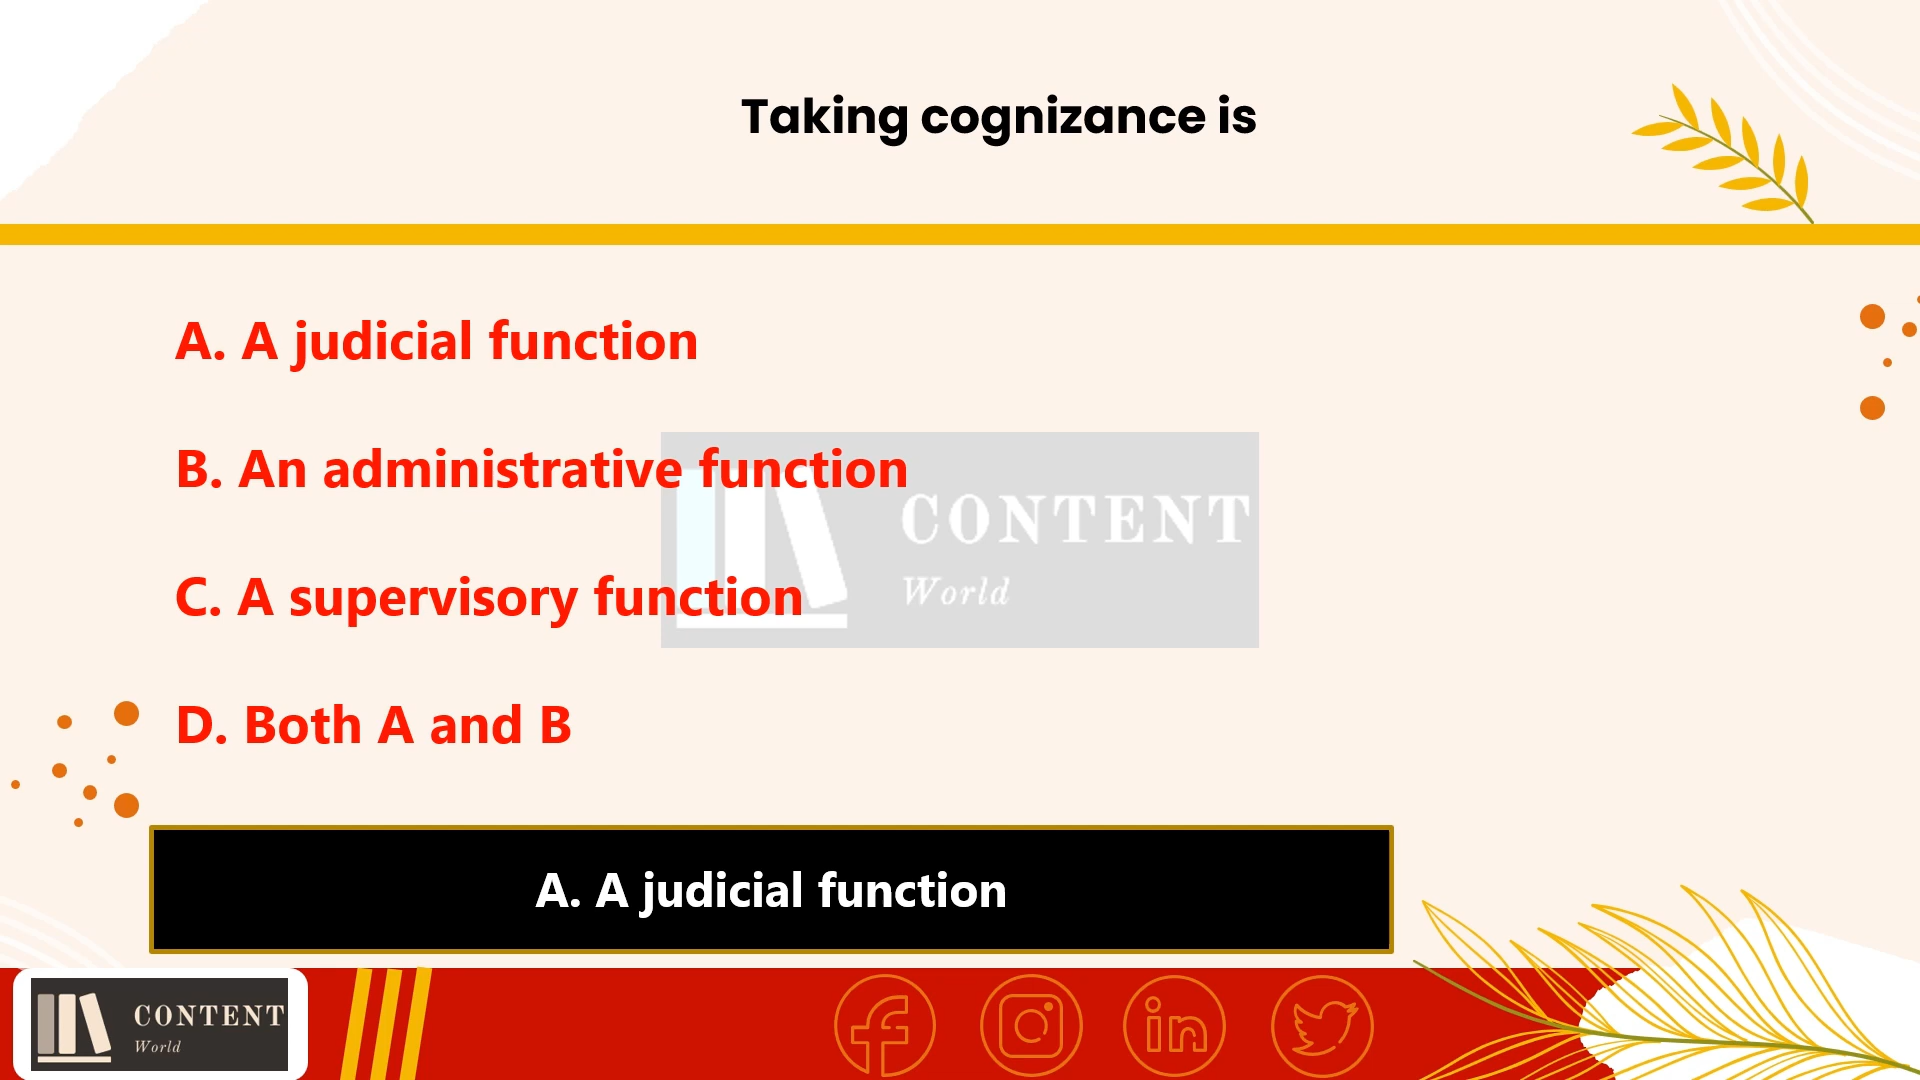 Taking cognizance is
A. A judicial function
B. An administrative function
C. A supervisory function
D. Both A and B
CONTENT
World
A. A judicial function
CONTENT
World